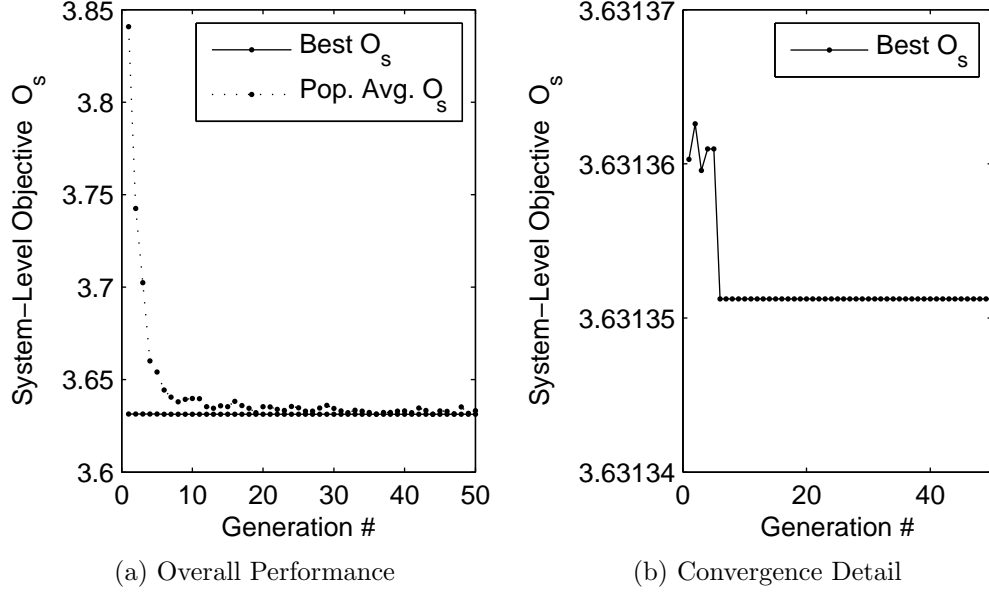 3.85
3.8
3.75
3.7
3.65
3.6
System−Level Objective O_s
Best O_s
Pop. Avg. O_s
0 10 20 30 40 50
Generation #
(a) Overall Performance
3.63137
3.63136
3.63135
3.63134
System−Level Objective O_s
Best O_s
0 20 40
Generation #
(b) Convergence Detail